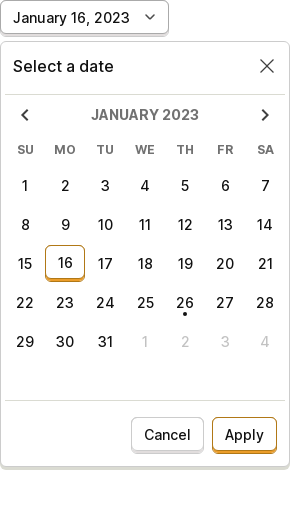 January 16, 2023
Select a date
JANUARY 2023
SU MO TU WE TH FR SA
1 2 3 4 5 6 7
8 9 10 11 12 13 14
15 16 17 18 19 20 21
22 23 24 25 26 27 28
29 30 31 1 2 3 4
Cancel Apply